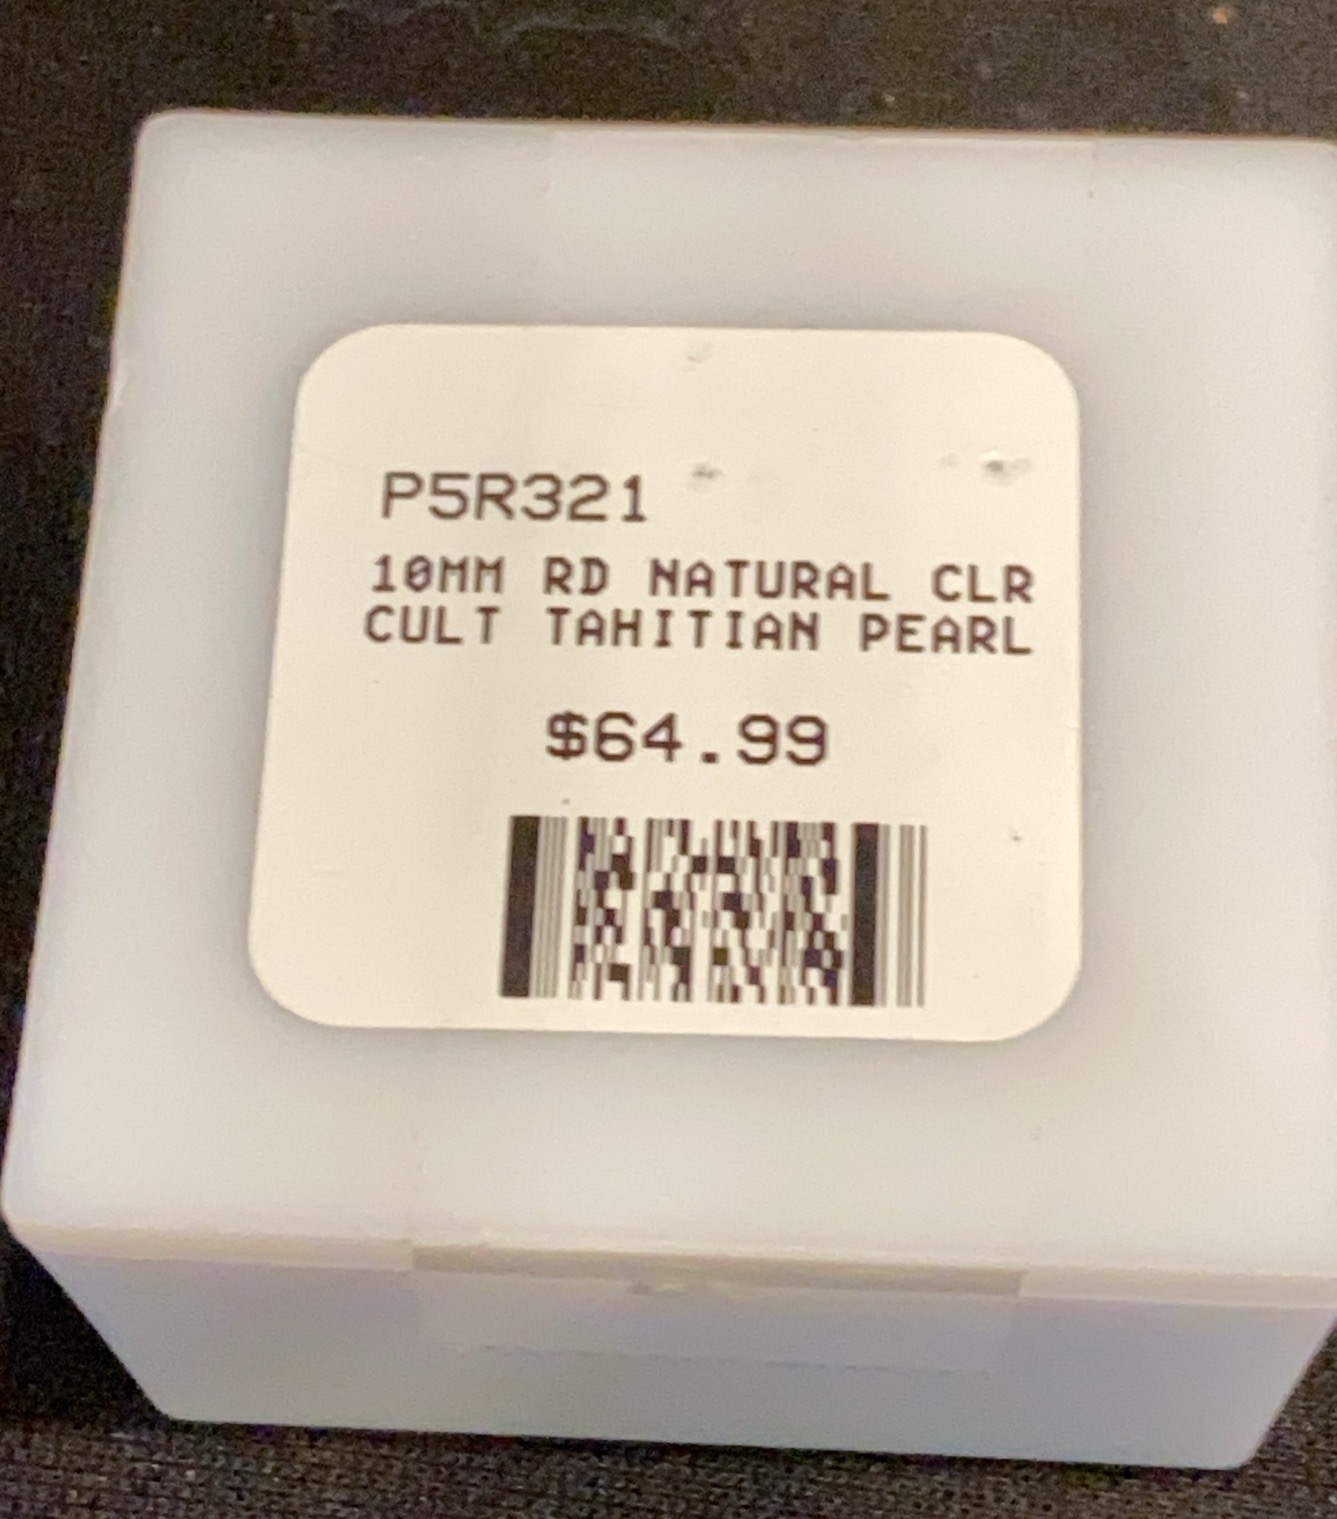 P5R321
10MM RD NATURAL CLR
CULT TAHITIAN PEARL
$64.99